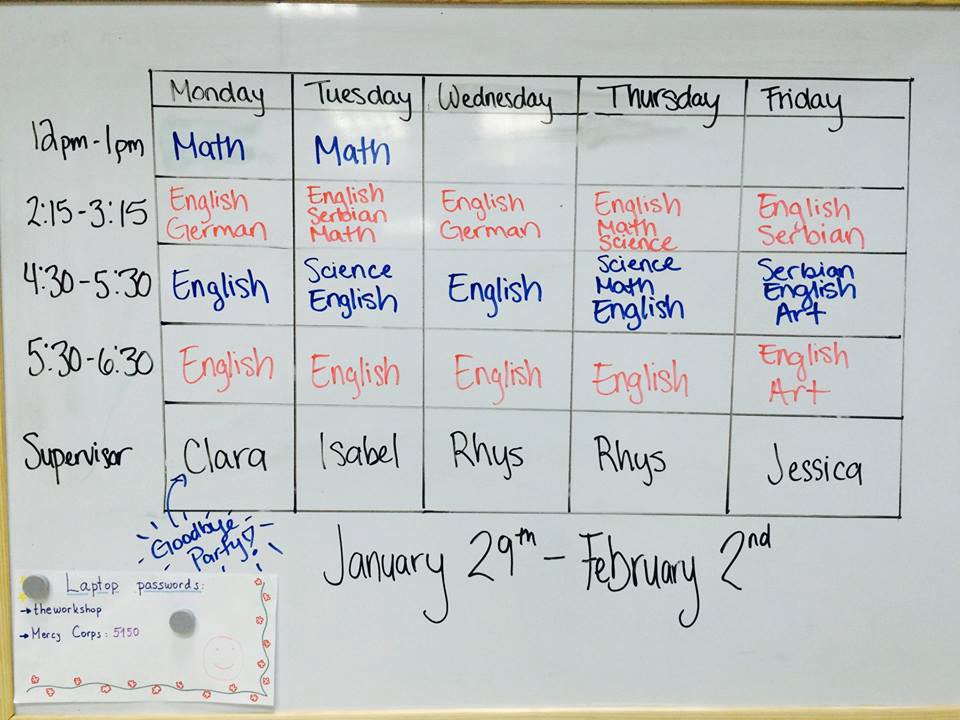 Monday Tuesday Wednesday Thursday Friday
12pm-1pm Math Math
2:15-3:15 English German English Serbian Math English German English Math Science English Serbian
4:30-5:30 English Science English English Science Math English Serbian English Art
5:30-6:30 English English English English English Art
Supervisor Clara Isabel Rhys Rhys Jessica
Goodbye
Party!
January 29th - February 2nd
Laptop passwords:
→theworkshop
→Mercy Corps: 5150